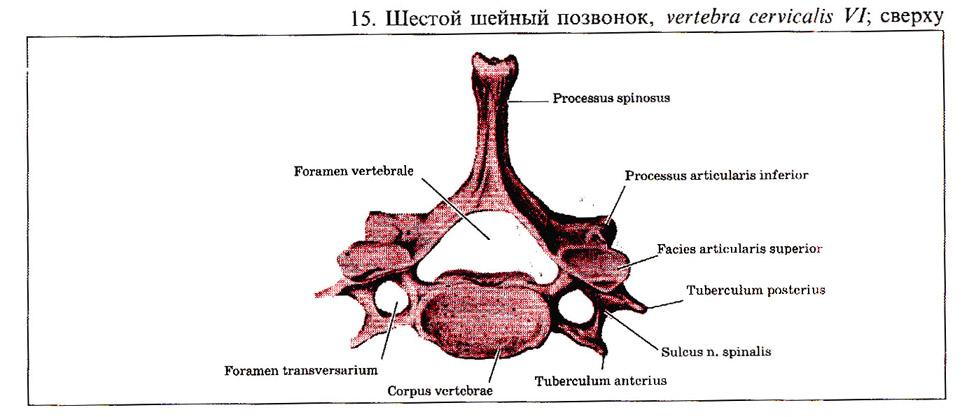 15. Шестой шейный позвонок, vertebra cervicalis VI; сверху
Processus spinosus
Foramen vertebrale
Processus articularis inferior
Facies articularis superior
Tuberculum posterius
Sulcus n. spinalis
Foramen transversarium
Tuberculum anterius
Corpus vertebrae